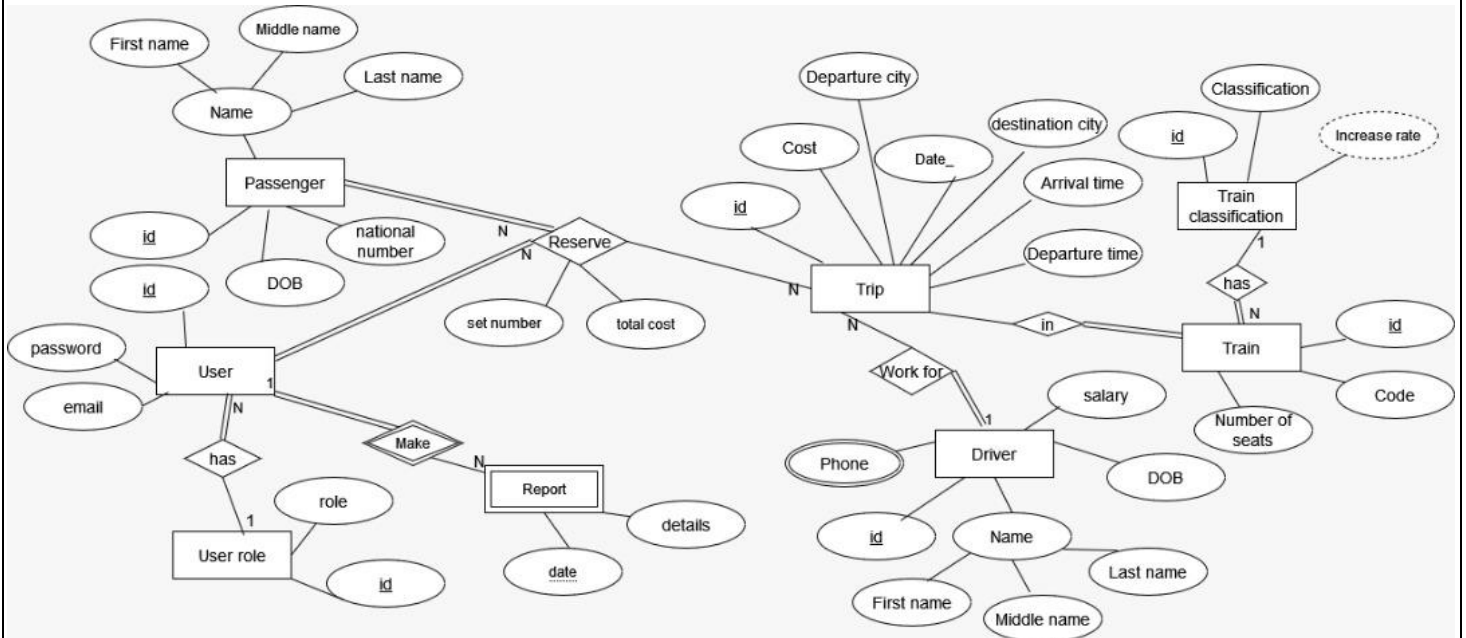 First name
Middle name
Last name
Name
Passenger
id
national
number
DOB
id
password
User
email
N
N
Reserve
set number
total cost
1
N
has
1
User role
role
id
Make
N
Report
details
date
Departure city
Cost
Date_
destination city
id
Arrival time
Departure time
Trip
N
N
Work for
1
in
Classification
id
Increase rate
Train
classification
1
has
N
Train
id
Code
Number of
seats
salary
Driver
Phone
DOB
id
Name
First name
Middle name
Last name